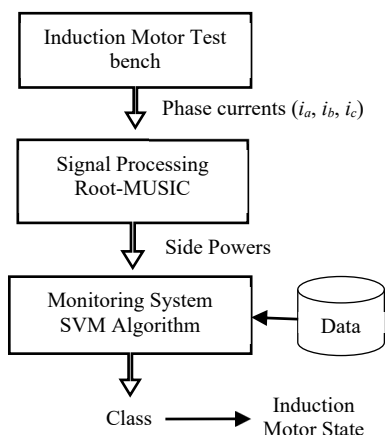 Induction Motor Test
bench
Phase currents (ia, ib, ic)
Signal Processing
Root-MUSIC
Side Powers
Monitoring System
SVM Algorithm
Data
Class
Induction
Motor State